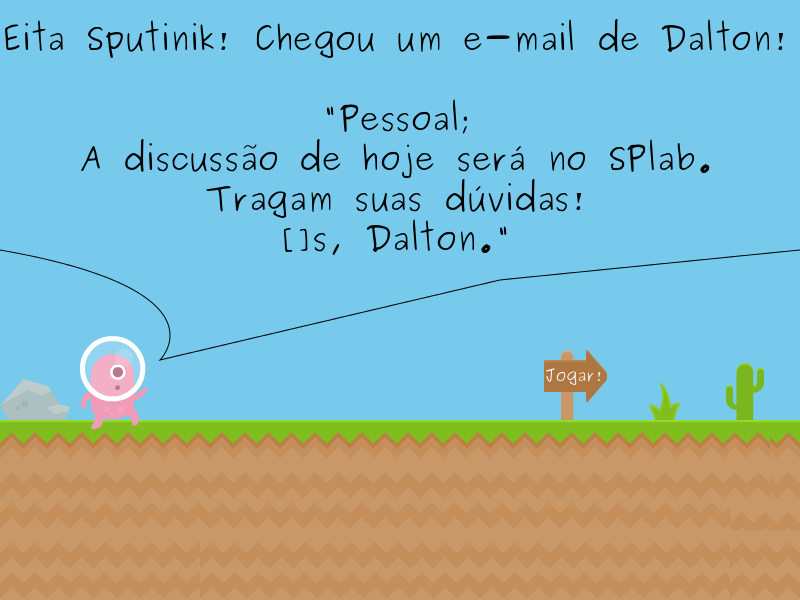 Eita Sputinik! Chegou um e-mail de Dalton!
"Pessoal;
A discussão de hoje será no SPlab.
Tragam suas dúvidas!
[]s, Dalton."
Jogar!